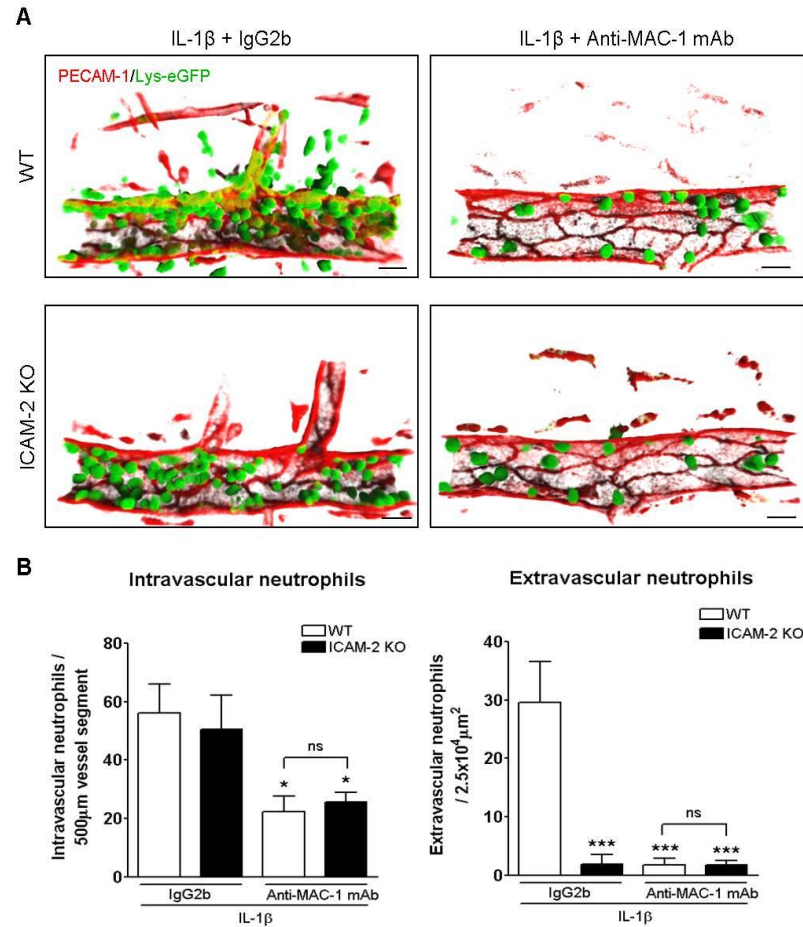 A
IL-1β + IgG2b
IL-1β + Anti-MAC-1 mAb
PECAM-1/Lys-eGFP
WT
ICAM-2 KO
B
Intravascular neutrophils
WT
ICAM-2 KO
Intravascular neutrophils /
500μm vessel segment
80
60
40
20
0
ns
*
*
IgG2b
Anti-MAC-1 mAb
IL-1β
Extravascular neutrophils
WT
ICAM-2 KO
Extravascular neutrophils
/ 2.5x10⁴μm²
40
30
20
10
0
ns
***
***
***
IgG2b
Anti-MAC-1 mAb
IL-1β